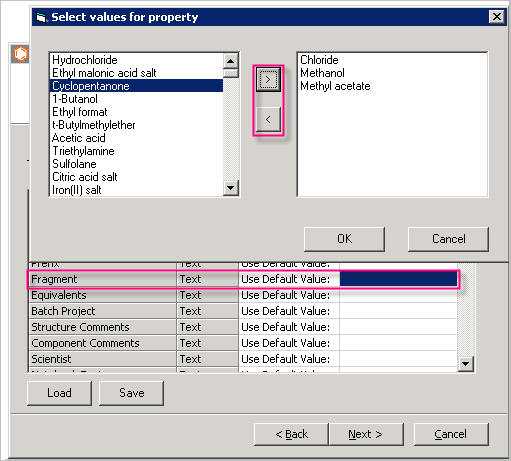 Select values for property
Hydrochloride
Ethyl malonic acid salt
Cyclopentanone
1-Butanol
Ethyl format
t-Butylmethylether
Acetic acid
Triethylamine
Sulfolane
Citric acid salt
Iron(II) salt
>
<
Chloride
Methanol
Methyl acetate
OK Cancel
Prefix Text Use Default Value:
Fragment Text Use Default Value:
Equivalents Text Use Default Value:
Batch Project Text Use Default Value:
Structure Comments Text Use Default Value:
Component Comments Text Use Default Value:
Scientist Text Use Default Value:
Text Use Default Value:
Load Save
< Back Next > Cancel